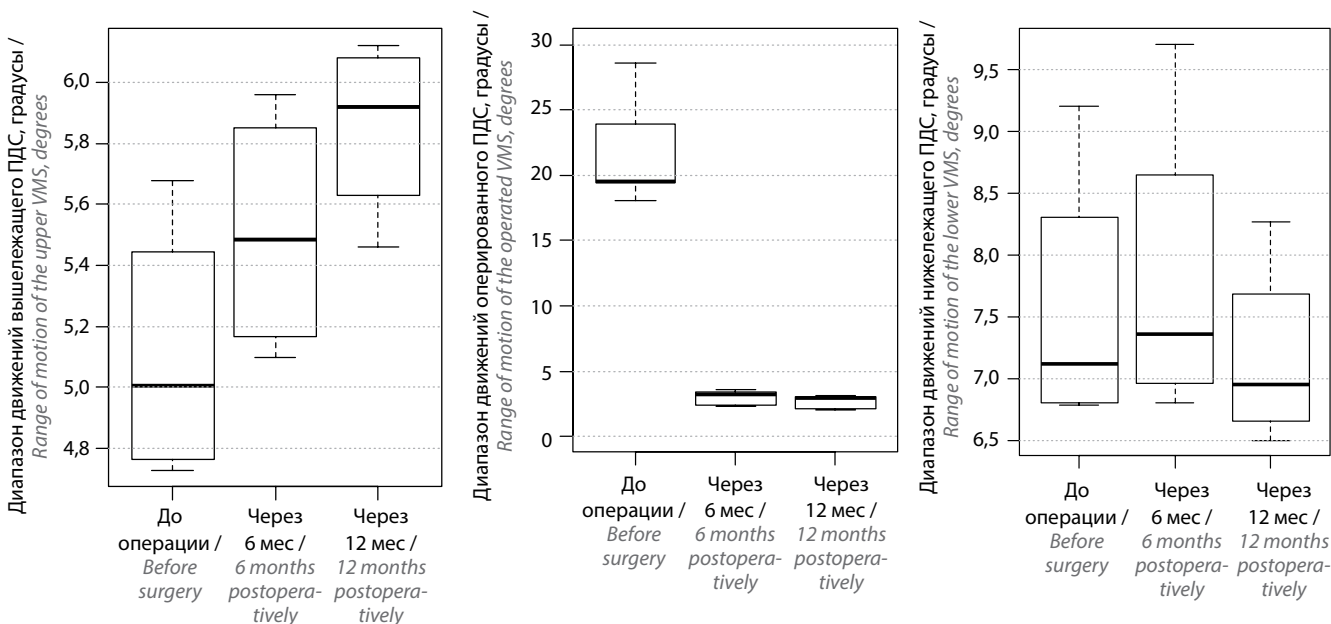 Диапазон движений вышележащего ПДС, градусы /
Range of motion of the upper VMS, degrees
6,0
5,8
5,6
5,4
5,2
5,0
4,8
До
операции /
Before
surgery
Через
6 мес /
6 months
postopera-
tively
Через
12 мес /
12 months
postopera-
tively
Диапазон движений оперированного ПДС, градусы /
Range of motion of the operated VMS, degrees
30
25
20
15
10
5
0
До
операции /
Before
surgery
Через
6 мес /
6 months
postopera-
tively
Через
12 мес /
12 months
postopera-
tively
Диапазон движений нижележащего ПДС, градусы /
Range of motion of the lower VMS, degrees
9,5
9,0
8,5
8,0
7,5
7,0
6,5
До
операции /
Before
surgery
Через
6 мес /
6 months
postopera-
tively
Через
12 мес /
12 months
postopera-
tively